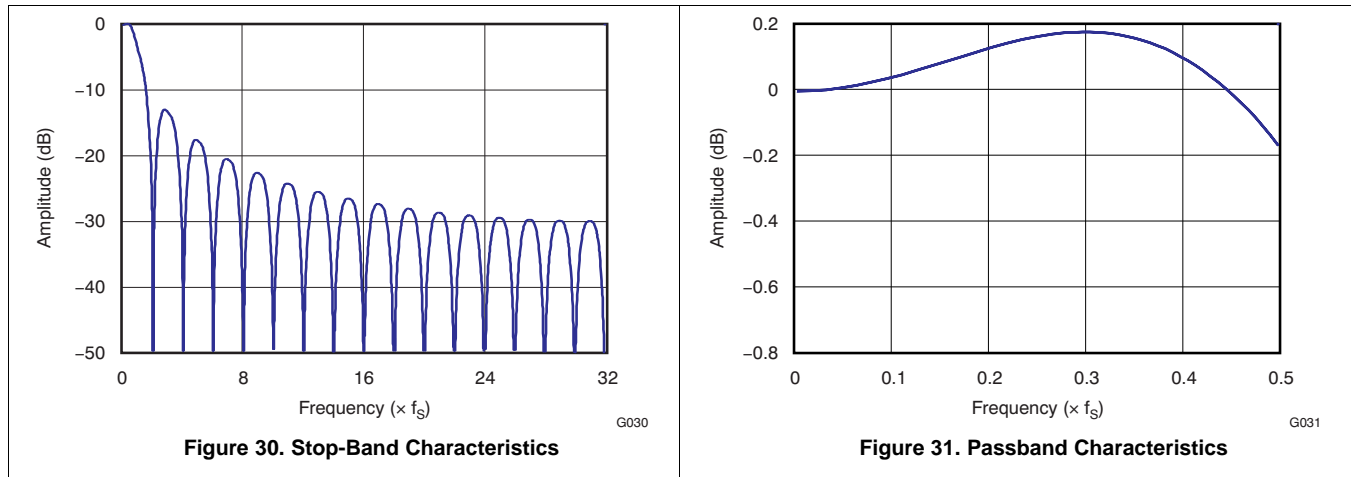 0
−10
−20
−30
−40
−50
Amplitude (dB)
0 8 16 24 32
Frequency (× fS)
G030
Figure 30. Stop-Band Characteristics
0.2
0
−0.2
−0.4
−0.6
−0.8
Amplitude (dB)
0 0.1 0.2 0.3 0.4 0.5
Frequency (× fS)
G031
Figure 31. Passband Characteristics